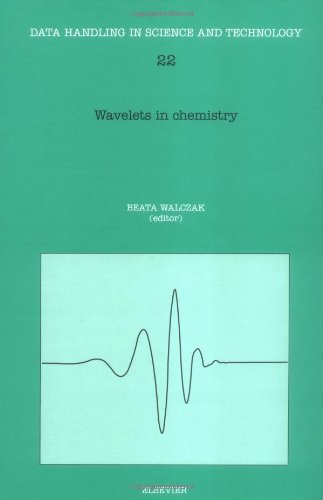 DATA HANDLING IN SCIENCE AND TECHNOLOGY
22
Wavelets in chemistry
BEATA WALCZAK
(editor)
ELSEVIER